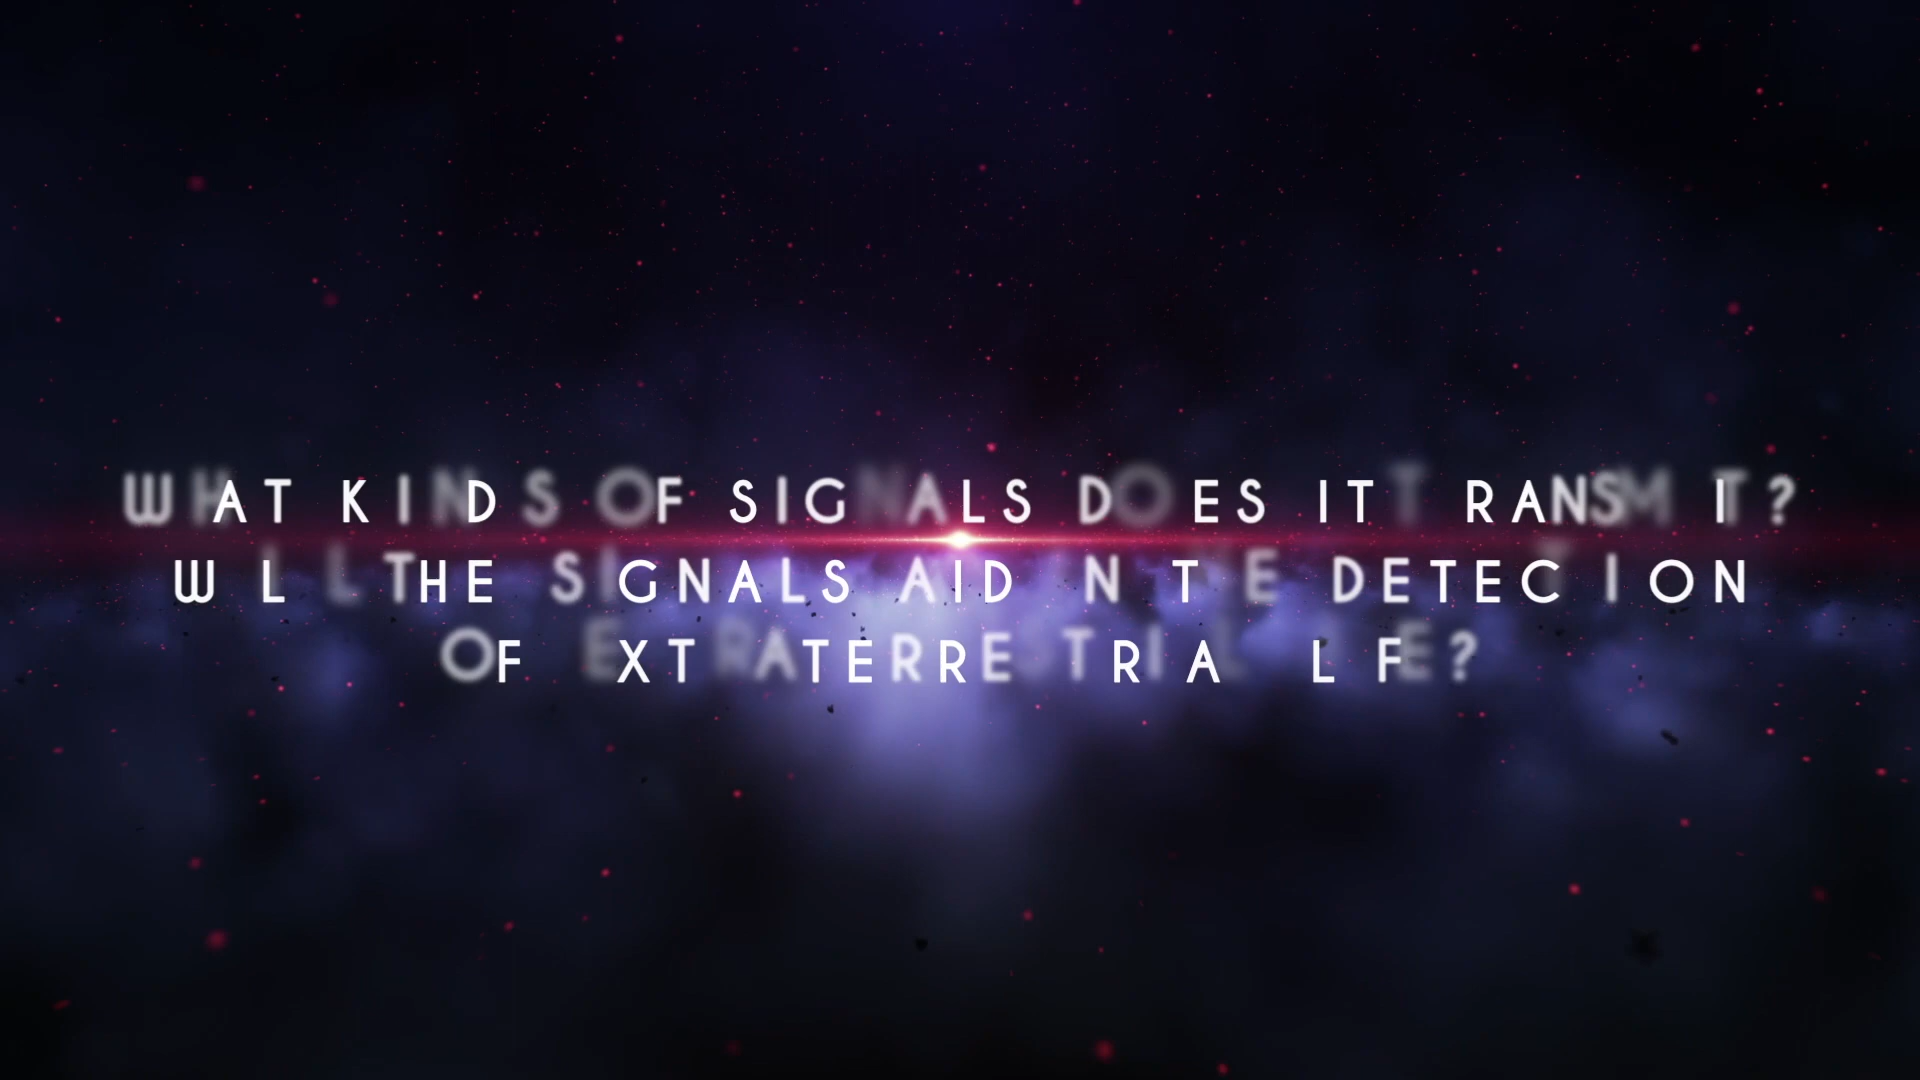 WHAT KINDS OF SIGNALS DOES IT TRANSMIT?
WILL THE SIGNALS AID IN THE DETECTION
OF EXTRATERRESTRIAL LIFE?